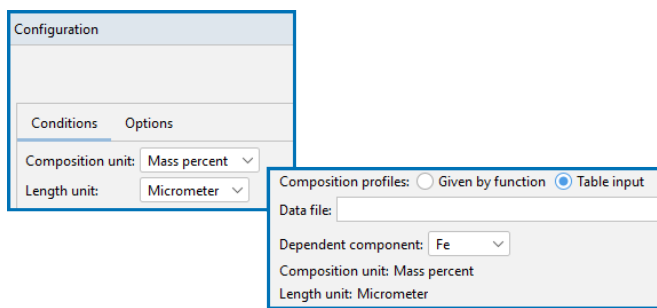 Configuration
Conditions Options
Composition unit: Mass percent
Length unit: Micrometer
Composition profiles: Given by function Table input
Data file:
Dependent component: Fe
Composition unit: Mass percent
Length unit: Micrometer